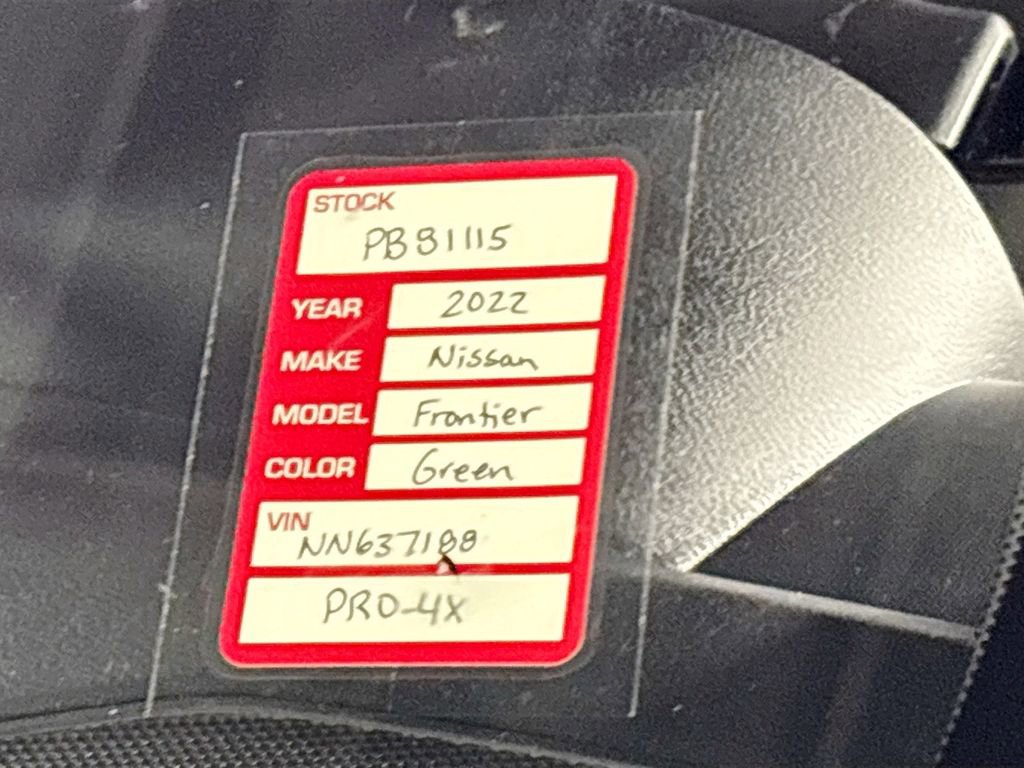 STOCK
PB81115
YEAR 2022
MAKE Nissan
MODEL Frontier
COLOR Green
VIN
NN637188
PRO-4X